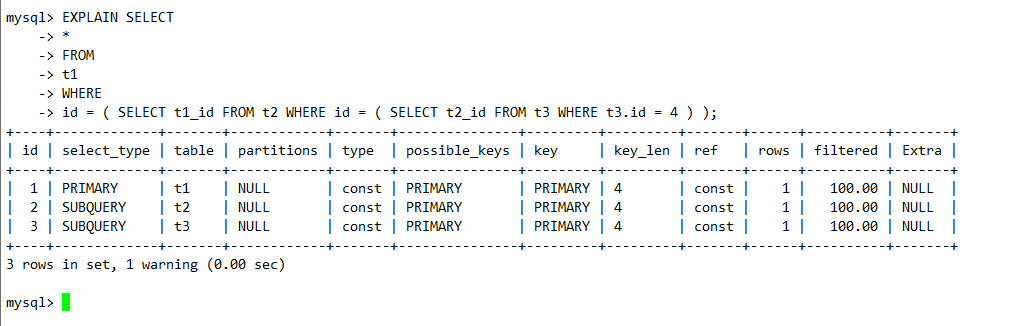 mysql> EXPLAIN SELECT
    -> *
    -> FROM
    -> t1
    -> WHERE
    -> id = ( SELECT t1_id FROM t2 WHERE id = ( SELECT t2_id FROM t3 WHERE t3.id = 4 ) );
+----+-------------+-------+------------+-------+---------------+---------+---------+-------+------+----------+-------+
| id | select_type | table | partitions | type  | possible_keys | key     | key_len | ref   | rows | filtered | Extra |
+----+-------------+-------+------------+-------+---------------+---------+---------+-------+------+----------+-------+
|  1 | PRIMARY     | t1    | NULL       | const | PRIMARY       | PRIMARY | 4       | const |    1 |   100.00 | NULL  |
|  2 | SUBQUERY    | t2    | NULL       | const | PRIMARY       | PRIMARY | 4       | const |    1 |   100.00 | NULL  |
|  3 | SUBQUERY    | t3    | NULL       | const | PRIMARY       | PRIMARY | 4       | const |    1 |   100.00 | NULL  |
+----+-------------+-------+------------+-------+---------------+---------+---------+-------+------+----------+-------+
3 rows in set, 1 warning (0.00 sec)
mysql>